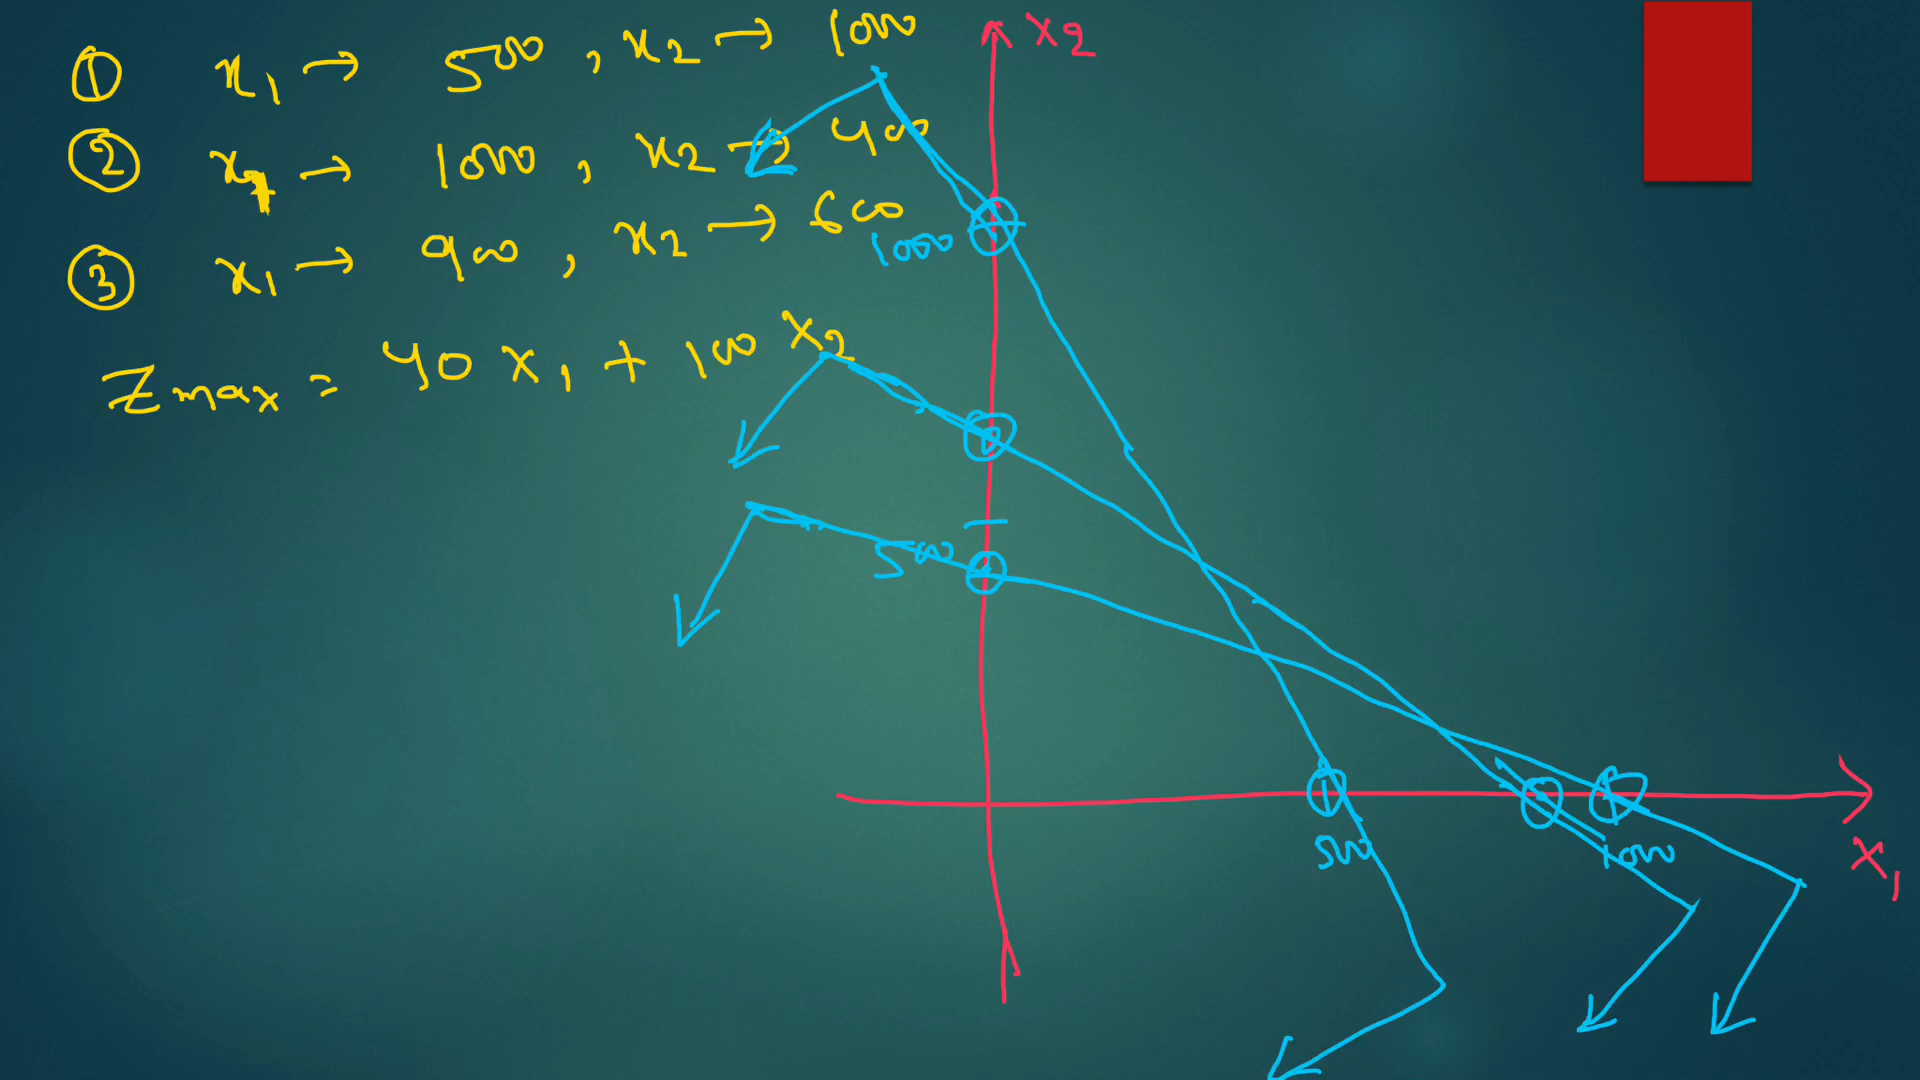 ① x₁ → 500, x₂ → 1000
② x₁ → 1000, x₂ → 400
③ x₁ → 900, x₂ → 600
Zmax = 40 x₁ + 100 x₂
x₂
1000
500
500
1000
x₁